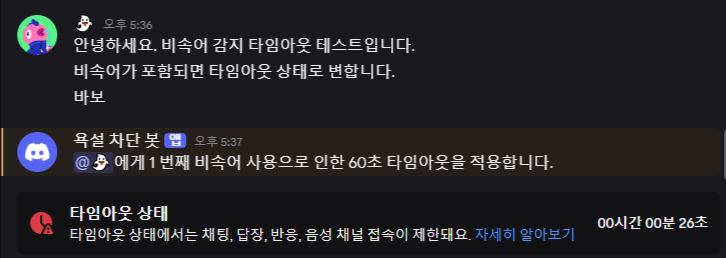 👻 오후 5:36
안녕하세요. 비속어 감지 타임아웃 테스트입니다.
비속어가 포함되면 타임아웃 상태로 변합니다.
바보
욕설 차단 봇 앱 오후 5:37
@👻 에게 1 번째 비속어 사용으로 인한 60초 타임아웃을 적용합니다.
타임아웃 상태
타임아웃 상태에서는 채팅, 답장, 반응, 음성 채널 접속이 제한돼요. 자세히 알아보기
00시간 00분 26초